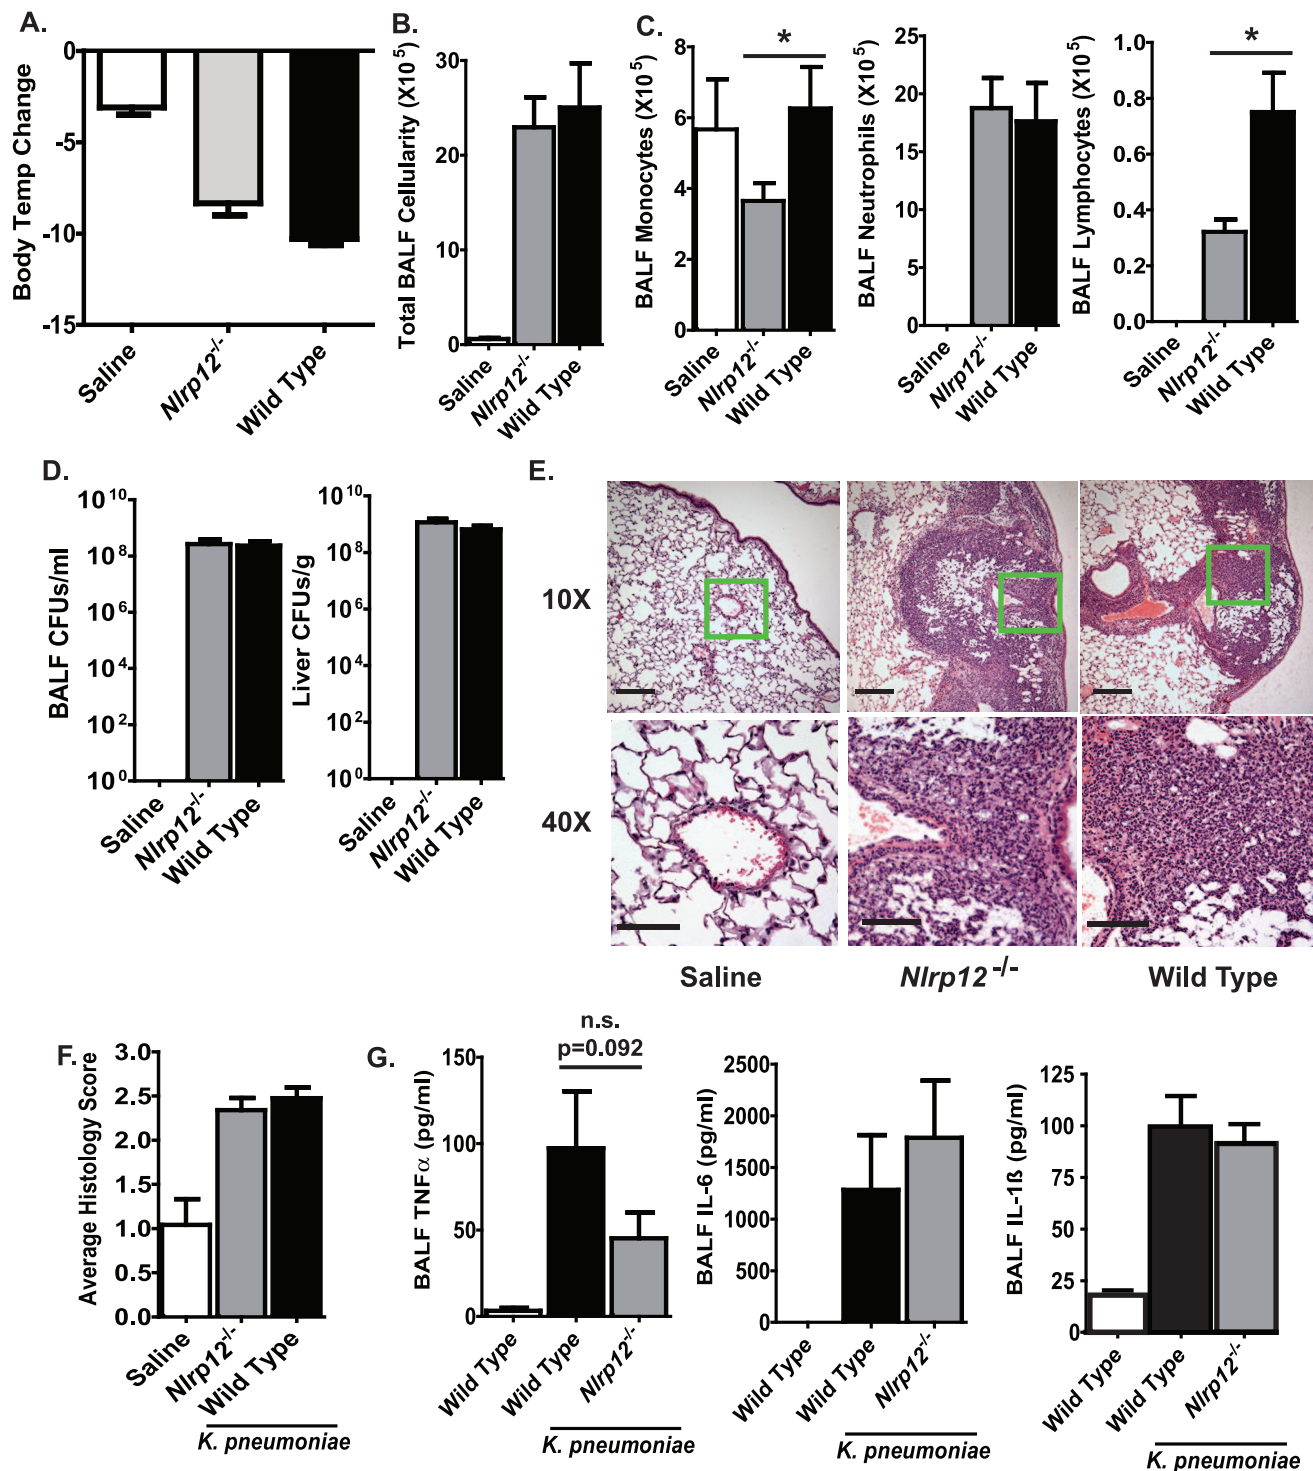 A.
Body Temp Change
0
-5
-10
-15
Saline
Nlrp12-/-
Wild Type
B.
Total BALF Cellularity (X10 5)
30
20
10
0
Saline
Nlrp12-/-
Wild Type
C.
BALF Monocytes (X10 5)
8
6
4
2
0
*
Saline
Nlrp12-/-
Wild Type
BALF Neutrophils (X10 5)
25
20
15
10
5
0
Saline
Nlrp12-/-
Wild Type
BALF Lymphocytes (X10 5)
1.0
0.8
0.6
0.4
0.2
0.0
*
Saline
Nlrp12-/-
Wild Type
D.
BALF CFUs/ml
10 10
10 8
10 6
10 4
10 2
10 0
Saline
Nlrp12-/-
Wild Type
Liver CFUs/g
10 10
10 8
10 6
10 4
10 2
10 0
Saline
Nlrp12-/-
Wild Type
E.
10X
40X
Saline
Nlrp12 -/-
Wild Type
F.
Average Histology Score
3.0
2.5
2.0
1.5
1.0
0.5
0.0
Saline
Nlrp12-/-
Wild Type
K. pneumoniae
G.
BALF TNFα (pg/ml)
150
100
50
0
n.s.
p=0.092
Wild Type
Wild Type
Nlrp12-/-
K. pneumoniae
BALF IL-6 (pg/ml)
2500
2000
1750
1500
1000
500
0
Wild Type
Wild Type
Nlrp12-/-
K. pneumoniae
BALF IL-1ß (pg/ml)
125
100
75
50
25
0
Wild Type
Wild Type
Nlrp12-/-
K. pneumoniae